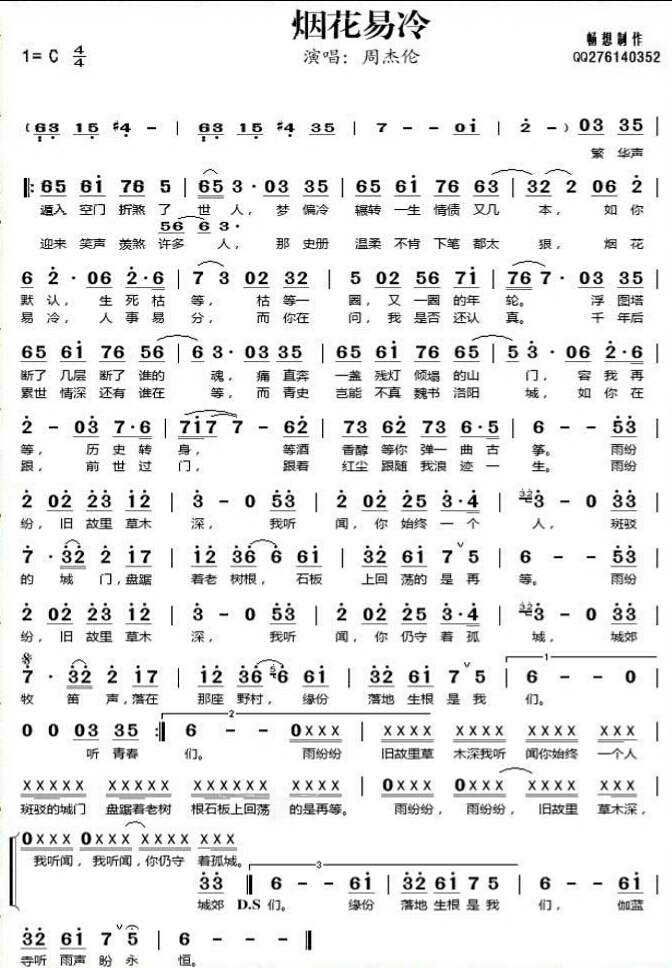 烟花易冷
畅想制作
1= C 4/4
演唱：周杰伦
QQ276140352
( 63 15 #4 - | 63 15 #4 35 | 7 - - 01 | 2 - ) 03 35 |
繁 华声
‖: 65 61 76 5 | 65 3 · 03 35 | 65 61 76 63 | 32 2 06 2 |
遁入 空门 折煞 了 世 人，梦 偏冷 辗转 一生 情债 又几 本，如你
56 6 3 ·
迎来 笑声 羡煞 许多 人，那 史册 温柔 不肯 下笔 都太 狠，烟花
6 2 · 06 2·6 | 7 3 02 32 | 5 02 56 71 | 76 7 · 03 35 |
默认，生死枯 等，枯等一 圈，又一圈的年 轮。浮图塔
易冷，人事易 分，而你在 问，我是否还认 真。千年后
65 61 76 56 | 6 3 · 03 35 | 65 61 76 65 | 5 3 · 06 2·6 |
断了 几层 断了 谁的 魂，痛直奔 一盏 残灯 倾塌 的山 门，容我再
累世 情深 还有 谁在 等，而青史 岂能 不真 魏书 洛阳 城，如你在
2 - 03 7·6 | 717 7 - 62 | 73 62 73 6·5 | 6 - - 53 |
等，历史转 身，等酒 香醇 等你 弹一 曲古 筝。雨纷
跟，前世过 门，跟着 红尘 跟随 我浪 迹一 生。雨纷
2 02 23 12 | 3 - 0 53 | 2 02 25 3·4 | 3 - 0 33 |
纷，旧 故里 草木 深，我听 闻，你 始终 一个 人，斑驳
7 · 32 2 17 | 12 36 6 61 | 33 61 7 5 | 6 - - 53 |
的 城 门，盘踞 着老 树根，石板 上回 荡的 是 再 等。雨纷
2 02 23 12 | 3 - 0 53 | 2 02 25 3·4 | 3 - 0 33 |
纷，旧 故里 草木 深，我听 闻，你 仍守 着孤 城，城郊
7 · 32 2 17 | 12 36 6 61 | 33 61 7 5 | 6 - - 0 |
牧 笛 声，落在 那座 野村，缘份 落地 生根 是 我 们。
0 0 03 35 :‖ 6 - - 0XXX | XXXX XXXX XXXX XXXX |
听 青春 们。雨纷纷 旧故里草 木深我听 闻你始终 一个人
XXXXX XXXXX XXXXXXX XXXXX | 0XXX 0XXX XXX XXX |
斑驳的城门 盘踞着老树 根石板上回荡 的是再等。雨纷纷，雨纷纷，旧故里 草木深，
0XXX 0XXX XXXX XXX
我听闻，我听闻，你仍守 着孤城。
33 ‖ 6 - - 61 | 33 61 75 | 6 - - 61 |
城郊 D.S 们。缘份 落地 生根 是我 们，伽蓝
32 61 7 5 | 6 - - ‖
寺听 雨声 盼 永 恒。